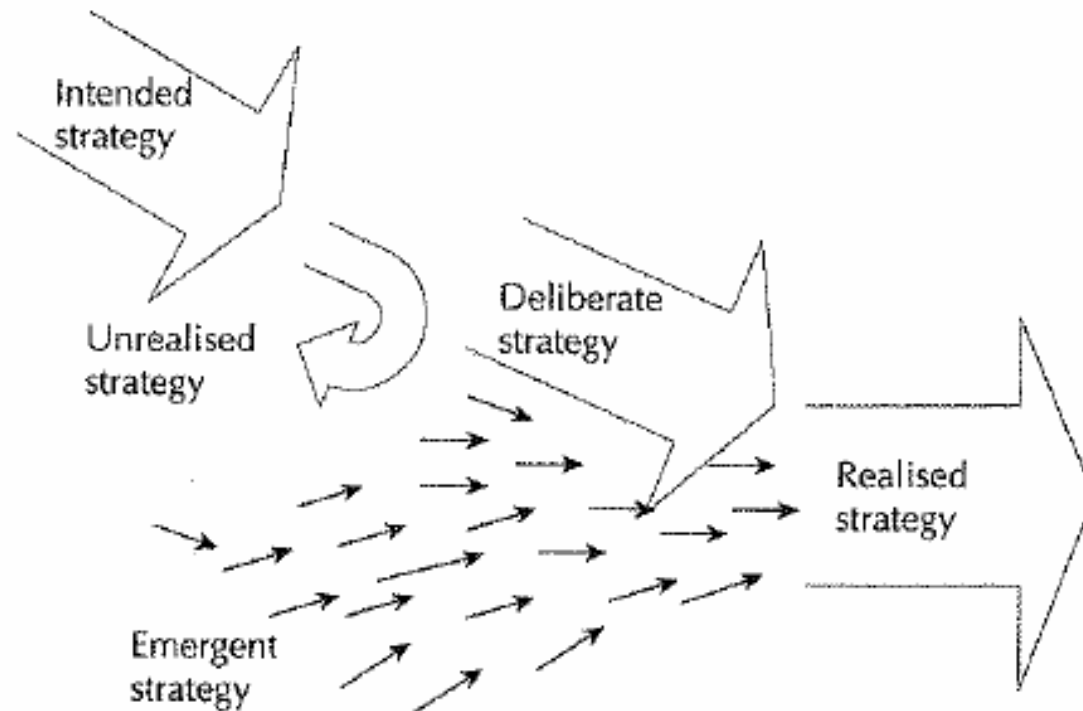 Intended
strategy
Unrealised
strategy
Deliberate
strategy
Realised
strategy
Emergent
strategy